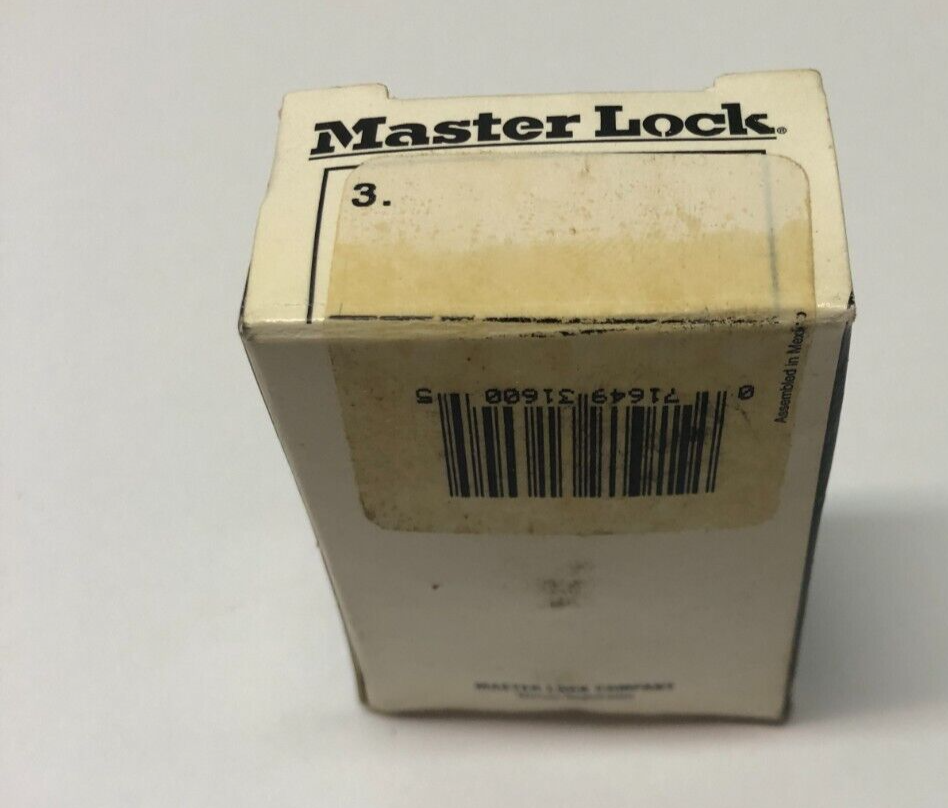 Master Lock®
3.
Assembled in Mexico
0 71649 31600 5
MASTER LOCK COMPANY